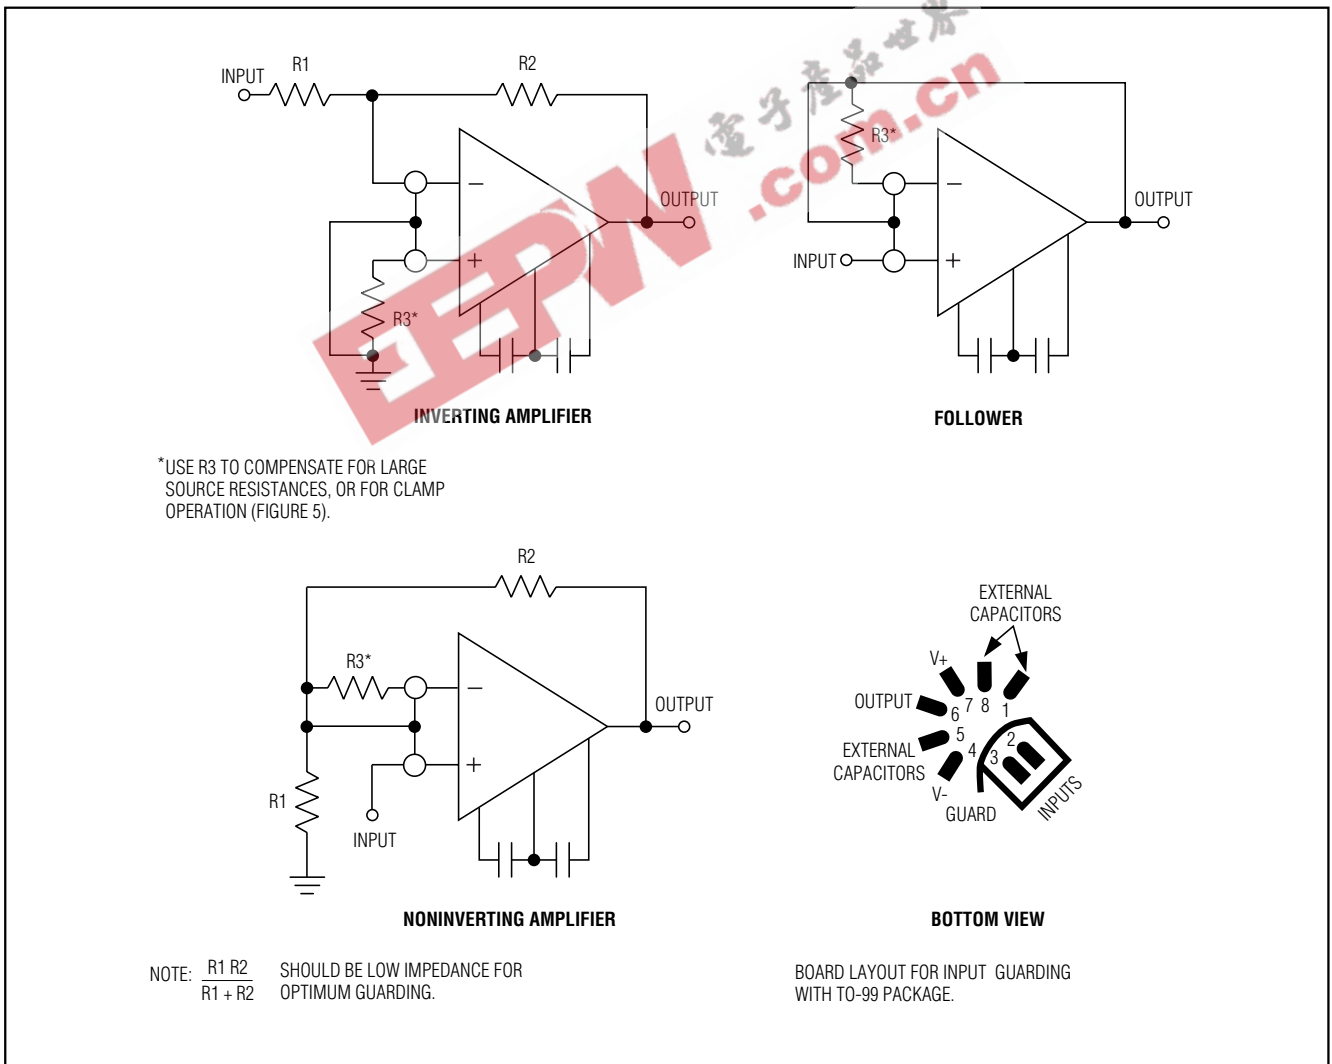 R1
R2
INPUT
−
+
OUTPUT
R3*
INVERTING AMPLIFIER
R3*
−
+
INPUT
OUTPUT
FOLLOWER
電子產品世界
EEPW
.com.cn
*USE R3 TO COMPENSATE FOR LARGE
SOURCE RESISTANCES, OR FOR CLAMP
OPERATION (FIGURE 5).
R2
R3*
−
+
OUTPUT
R1
INPUT
NONINVERTING AMPLIFIER
NOTE: R1 R2 / R1 + R2 SHOULD BE LOW IMPEDANCE FOR
OPTIMUM GUARDING.
EXTERNAL
CAPACITORS
V+
OUTPUT
7 8 1
6
5
2
4
3
EXTERNAL
CAPACITORS
V-
GUARD
INPUTS
BOTTOM VIEW
BOARD LAYOUT FOR INPUT GUARDING
WITH TO-99 PACKAGE.